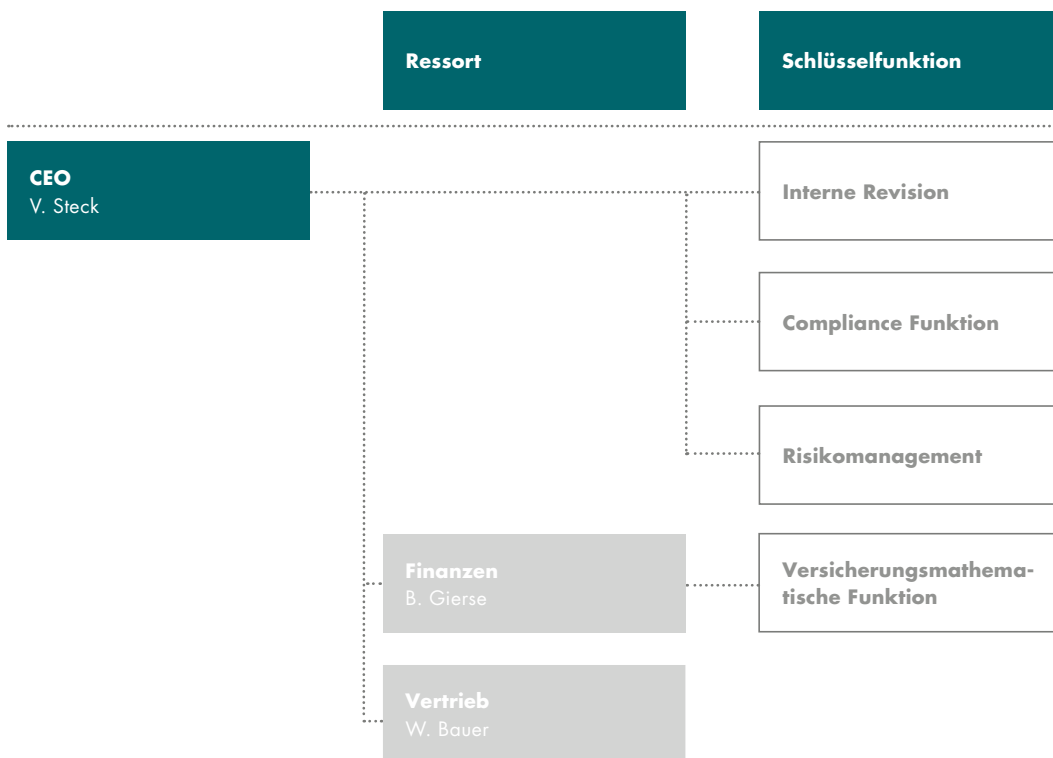 Ressort
Schlüsselfunktion
CEO
V. Steck
Interne Revision
Compliance Funktion
Risikomanagement
Finanzen
B. Gierse
Versicherungsmathema-
tische Funktion
Vertrieb
W. Bauer